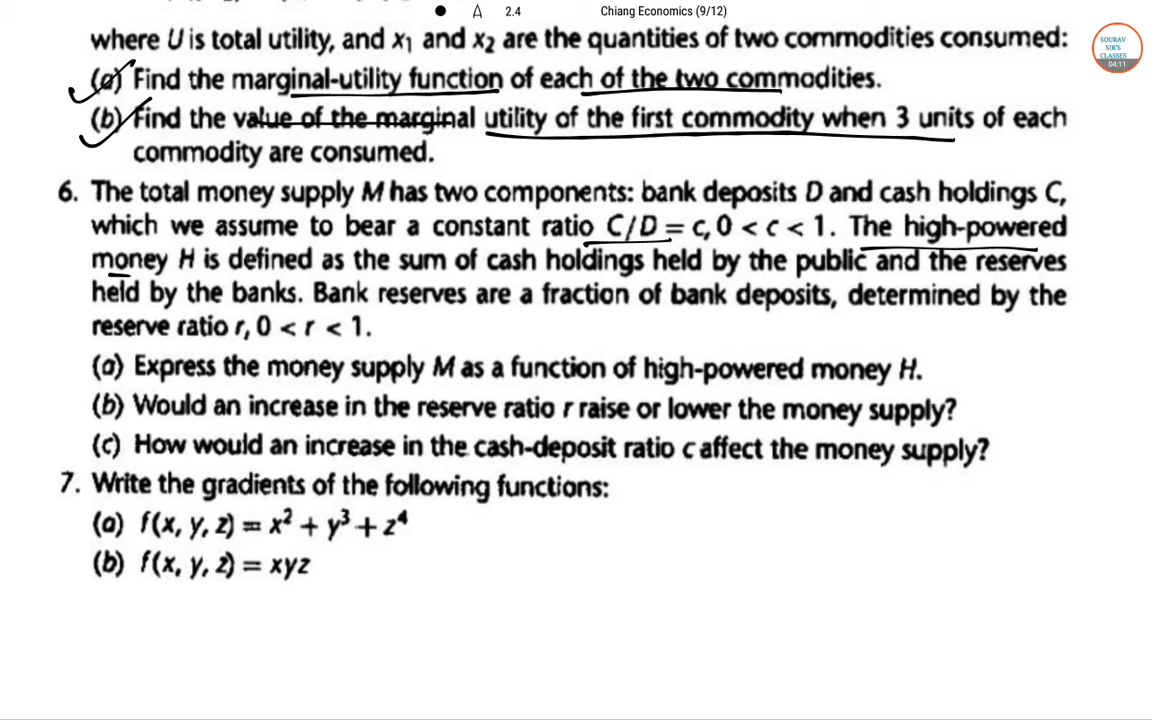 2.4 Chiang Economics (9/12)
where U is total utility, and x₁ and x₂ are the quantities of two commodities consumed:
SOURAV
SIR'S
CLASSES
04:11
(a) Find the marginal-utility function of each of the two commodities.
(b) Find the value of the marginal utility of the first commodity when 3 units of each
commodity are consumed.
6. The total money supply M has two components: bank deposits D and cash holdings C,
which we assume to bear a constant ratio C/D = c, 0 < c < 1. The high-powered
money H is defined as the sum of cash holdings held by the public and the reserves
held by the banks. Bank reserves are a fraction of bank deposits, determined by the
reserve ratio r, 0 < r < 1.
(a) Express the money supply M as a function of high-powered money H.
(b) Would an increase in the reserve ratio r raise or lower the money supply?
(c) How would an increase in the cash-deposit ratio c affect the money supply?
7. Write the gradients of the following functions:
(a) f(x, y, z) = x² + y³ + z⁴
(b) f(x, y, z) = xyz